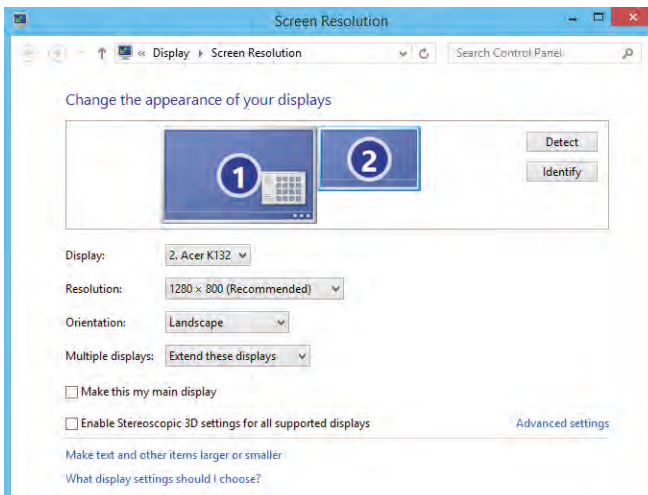 Screen Resolution
« Display Screen Resolution
Search Control Panel
Change the appearance of your displays
1
2
Detect
Identify
Display: 2. Acer K132
Resolution: 1280 × 800 (Recommended)
Orientation: Landscape
Multiple displays: Extend these displays
Make this my main display
Enable Stereoscopic 3D settings for all supported displays
Advanced settings
Make text and other items larger or smaller
What display settings should I choose?